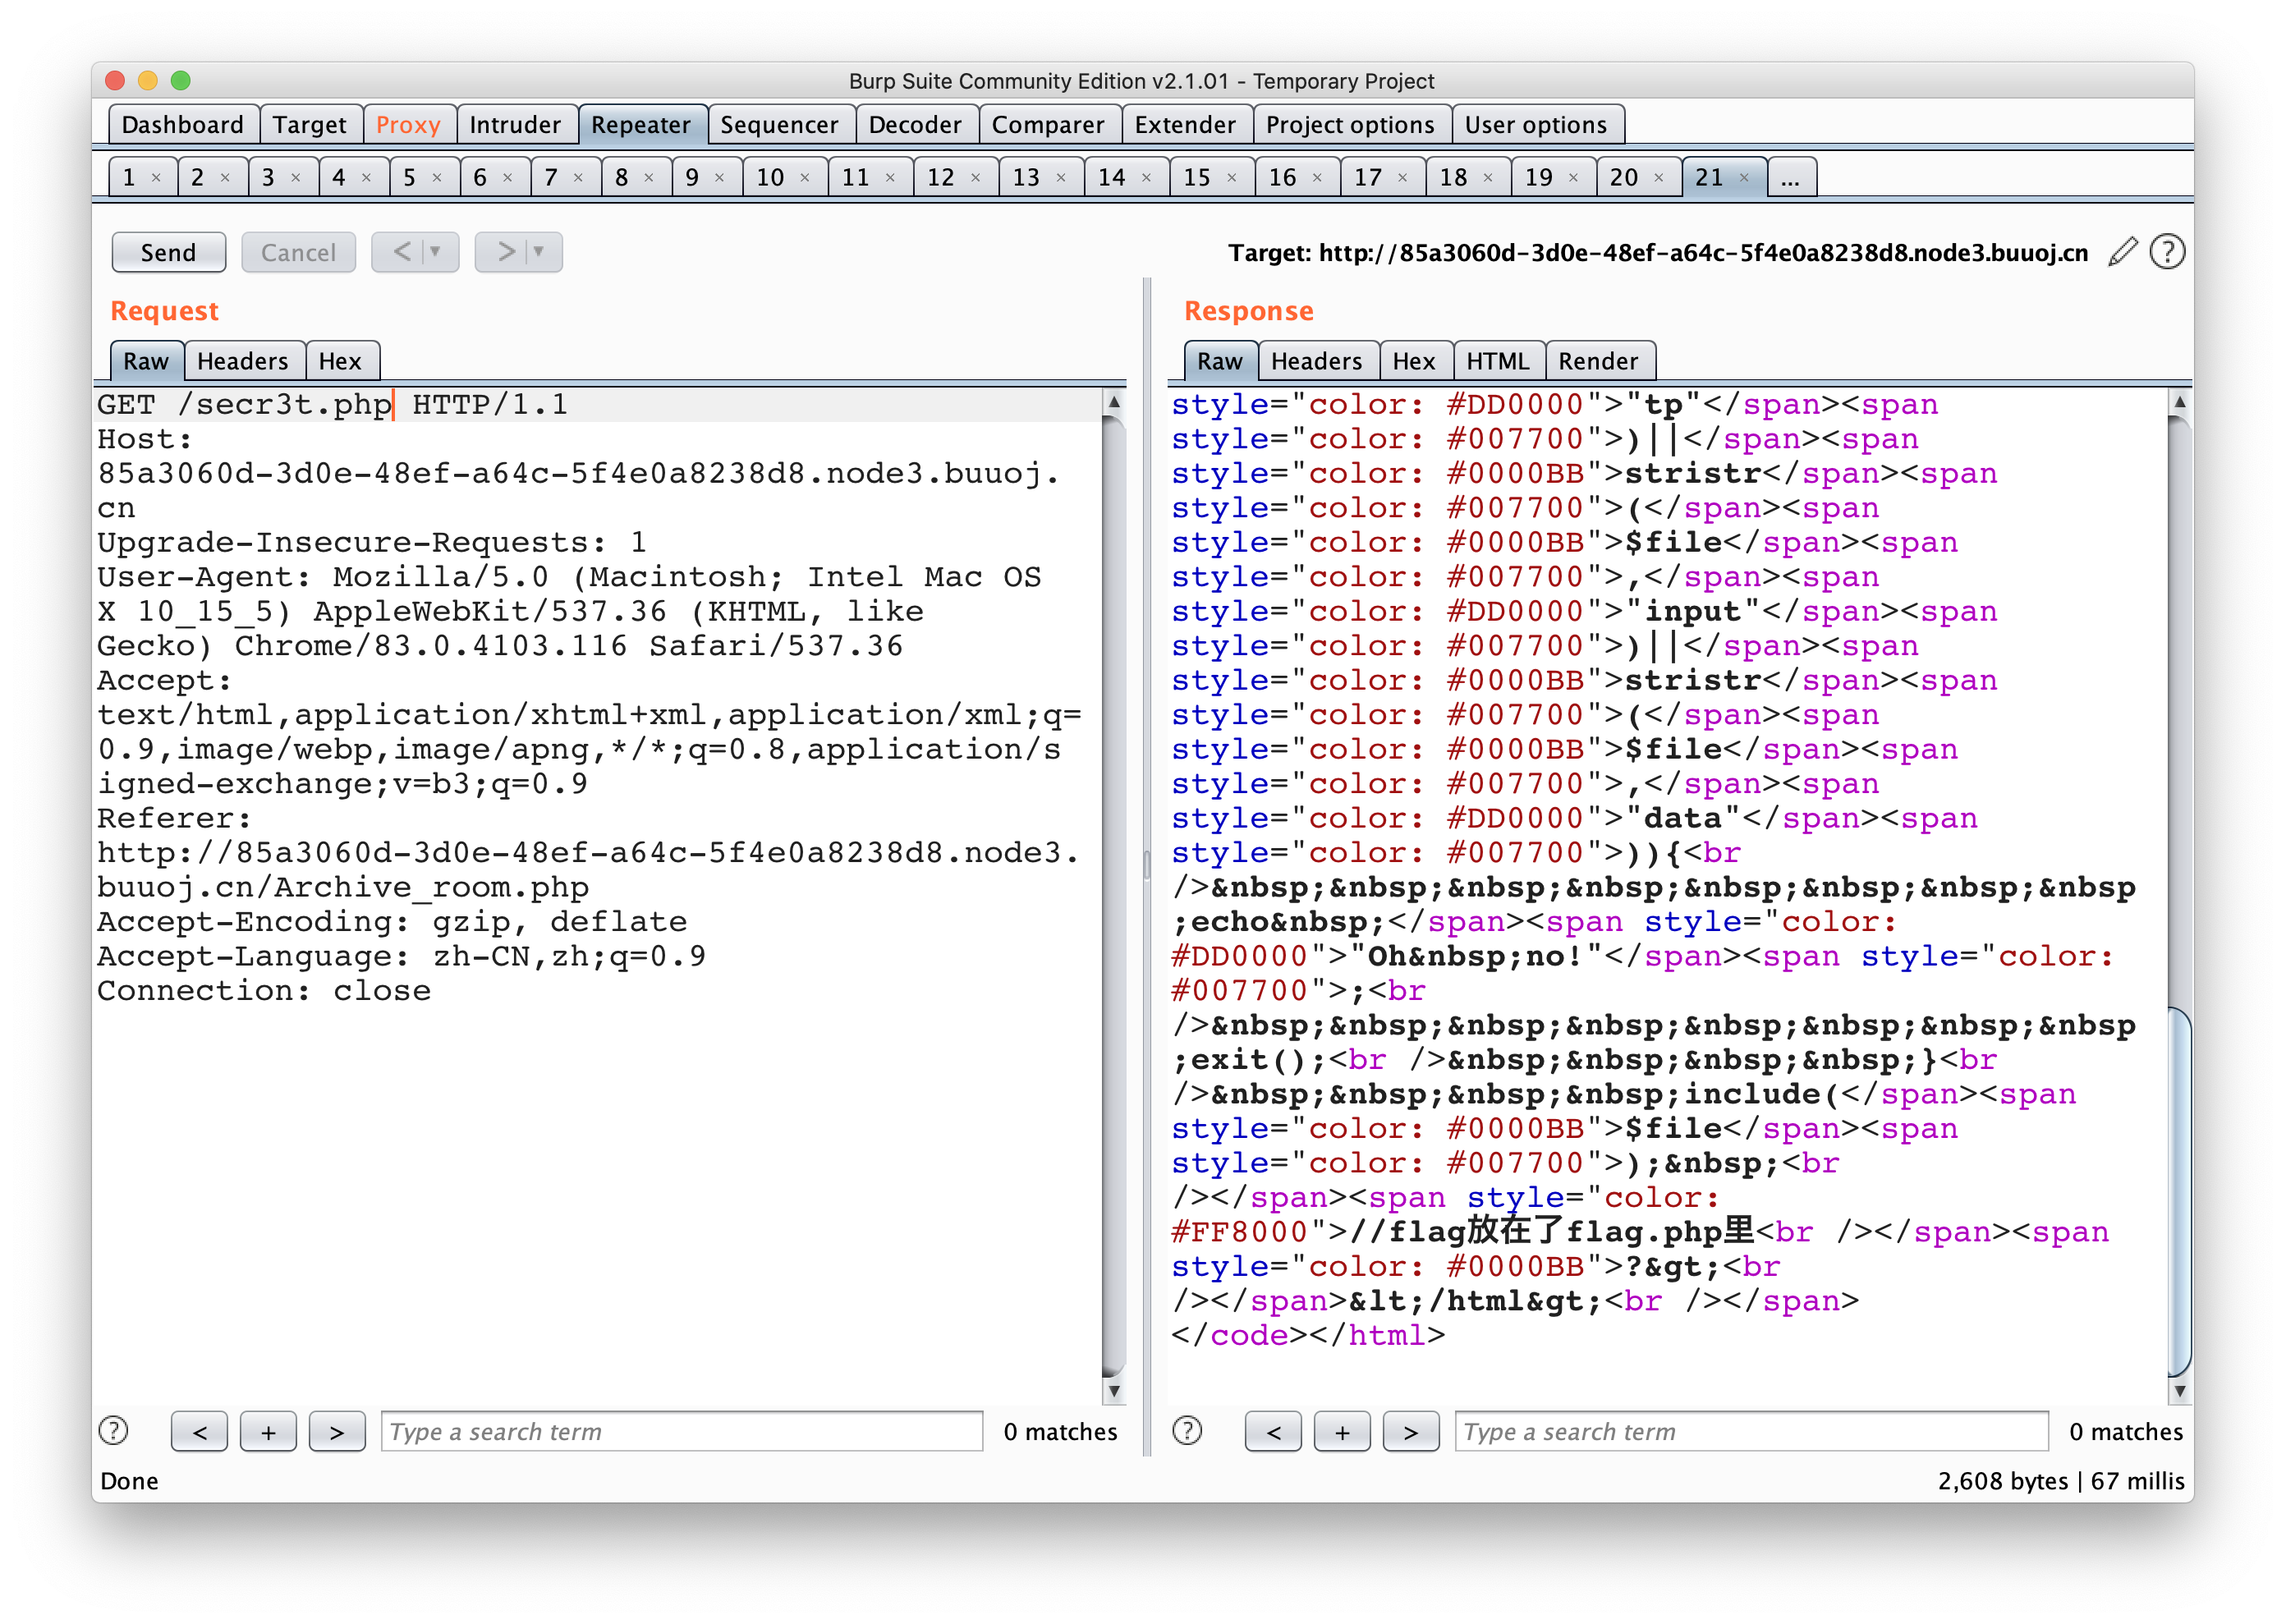 Burp Suite Community Edition v2.1.01 - Temporary Project
Dashboard Target Proxy Intruder Repeater Sequencer Decoder Comparer Extender Project options User options
1 × 2 × 3 × 4 × 5 × 6 × 7 × 8 × 9 × 10 × 11 × 12 × 13 × 14 × 15 × 16 × 17 × 18 × 19 × 20 × 21 × ...
Send Cancel < > Target: http://85a3060d-3d0e-48ef-a64c-5f4e0a8238d8.node3.buuoj.cn ?
Request
Raw Headers Hex
GET /secr3t.php HTTP/1.1
Host:
85a3060d-3d0e-48ef-a64c-5f4e0a8238d8.node3.buuoj.
cn
Upgrade-Insecure-Requests: 1
User-Agent: Mozilla/5.0 (Macintosh; Intel Mac OS
X 10_15_5) AppleWebKit/537.36 (KHTML, like
Gecko) Chrome/83.0.4103.116 Safari/537.36
Accept:
text/html,application/xhtml+xml,application/xml;q=
0.9,image/webp,image/apng,*/*;q=0.8,application/s
igned-exchange;v=b3;q=0.9
Referer:
http://85a3060d-3d0e-48ef-a64c-5f4e0a8238d8.node3.
buuoj.cn/Archive_room.php
Accept-Encoding: gzip, deflate
Accept-Language: zh-CN,zh;q=0.9
Connection: close
? < + > Type a search term 0 matches
Response
Raw Headers Hex HTML Render
style="color: #DD0000">"tp"</span><span
style="color: #007700">)||</span><span
style="color: #0000BB">stristr</span><span
style="color: #007700">(</span><span
style="color: #0000BB">$file</span><span
style="color: #007700">,</span><span
style="color: #DD0000">"input"</span><span
style="color: #007700">)||</span><span
style="color: #0000BB">stristr</span><span
style="color: #007700">(</span><span
style="color: #0000BB">$file</span><span
style="color: #007700">,</span><span
style="color: #DD0000">"data"</span><span
style="color: #007700">)){<br
/>&nbsp;&nbsp;&nbsp;&nbsp;&nbsp;&nbsp;&nbsp;&nbsp
;echo&nbsp;</span><span style="color:
#DD0000">"Oh&nbsp;no!"</span><span style="color:
#007700">;<br
/>&nbsp;&nbsp;&nbsp;&nbsp;&nbsp;&nbsp;&nbsp;&nbsp
;exit();<br />&nbsp;&nbsp;&nbsp;&nbsp;}<br
/>&nbsp;&nbsp;&nbsp;&nbsp;include(</span><span
style="color: #0000BB">$file</span><span
style="color: #007700">);&nbsp;<br
/></span><span style="color:
#FF8000">//flag放在了flag.php里<br /></span><span
style="color: #0000BB">?&gt;<br
/></span>&lt;/html&gt;<br /></span>
</code></html>
? < + > Type a search term 0 matches
Done 2,608 bytes | 67 millis